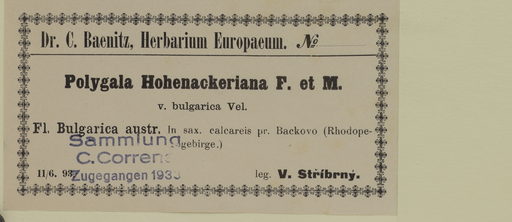 Dr. C. Baenitz, Herbarium Europaeum. №
Polygala Hohenackeriana F. et M.
v. bulgarica Vel.
Fl. Bulgarica austr. In sax. calcareis pr. Backovo (Rhodope-
gebirge.)
Sammlung
C. Correns
Zugegangen 193
11/6. 93. leg. V. Stříbrný.